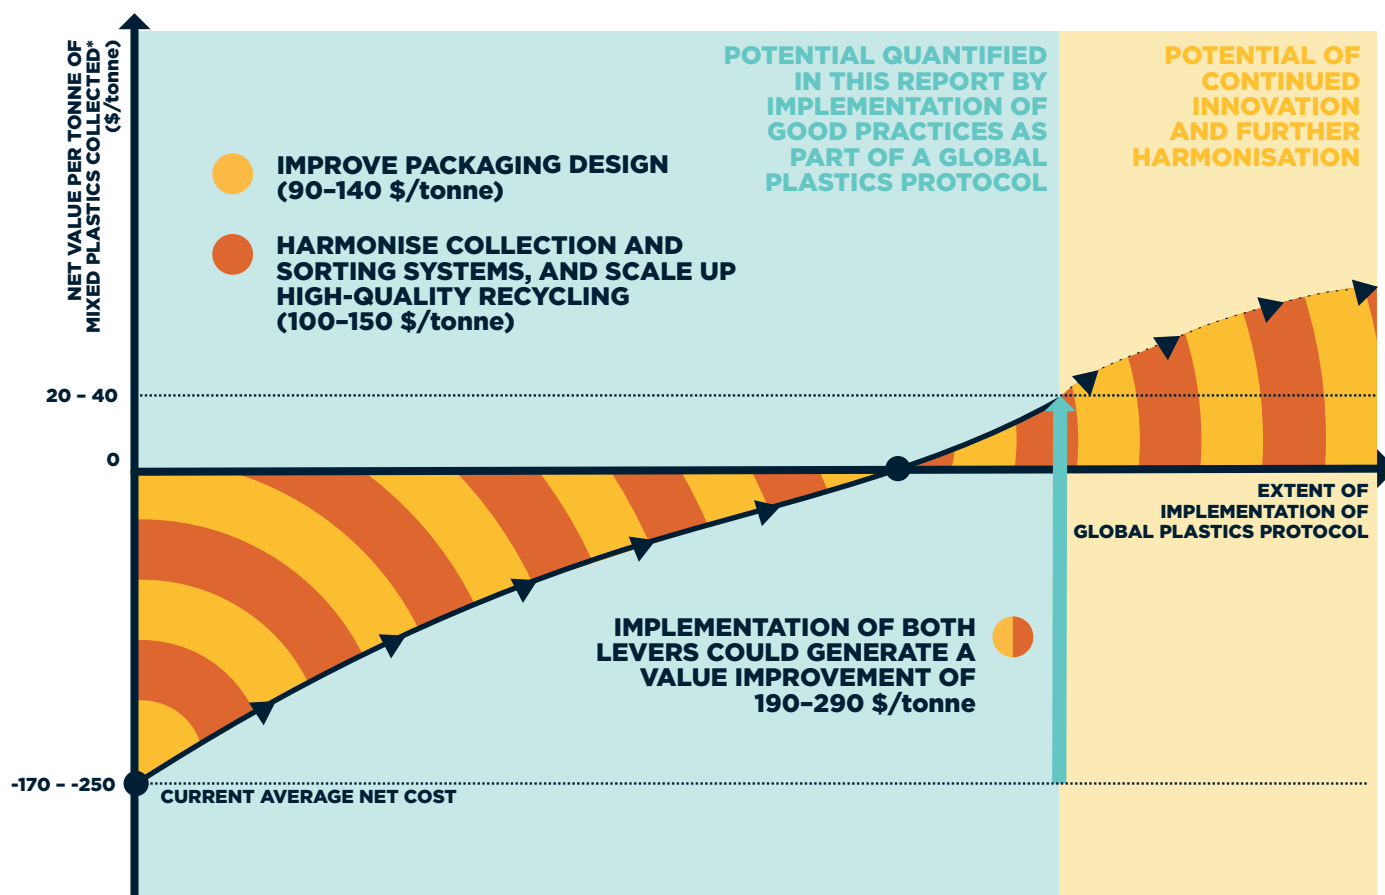 NET VALUE PER TONNE OF
MIXED PLASTICS COLLECTED*
($/tonne)
POTENTIAL QUANTIFIED
IN THIS REPORT BY
IMPLEMENTATION OF
GOOD PRACTICES AS
PART OF A GLOBAL
PLASTICS PROTOCOL
POTENTIAL OF
CONTINUED
INNOVATION
AND FURTHER
HARMONISATION
IMPROVE PACKAGING DESIGN
(90–140 $/tonne)
HARMONISE COLLECTION AND
SORTING SYSTEMS, AND SCALE UP
HIGH-QUALITY RECYCLING
(100–150 $/tonne)
20 – 40
0
EXTENT OF
IMPLEMENTATION OF
GLOBAL PLASTICS PROTOCOL
IMPLEMENTATION OF BOTH
LEVERS COULD GENERATE A
VALUE IMPROVEMENT OF
190–290 $/tonne
-170 – -250
CURRENT AVERAGE NET COST